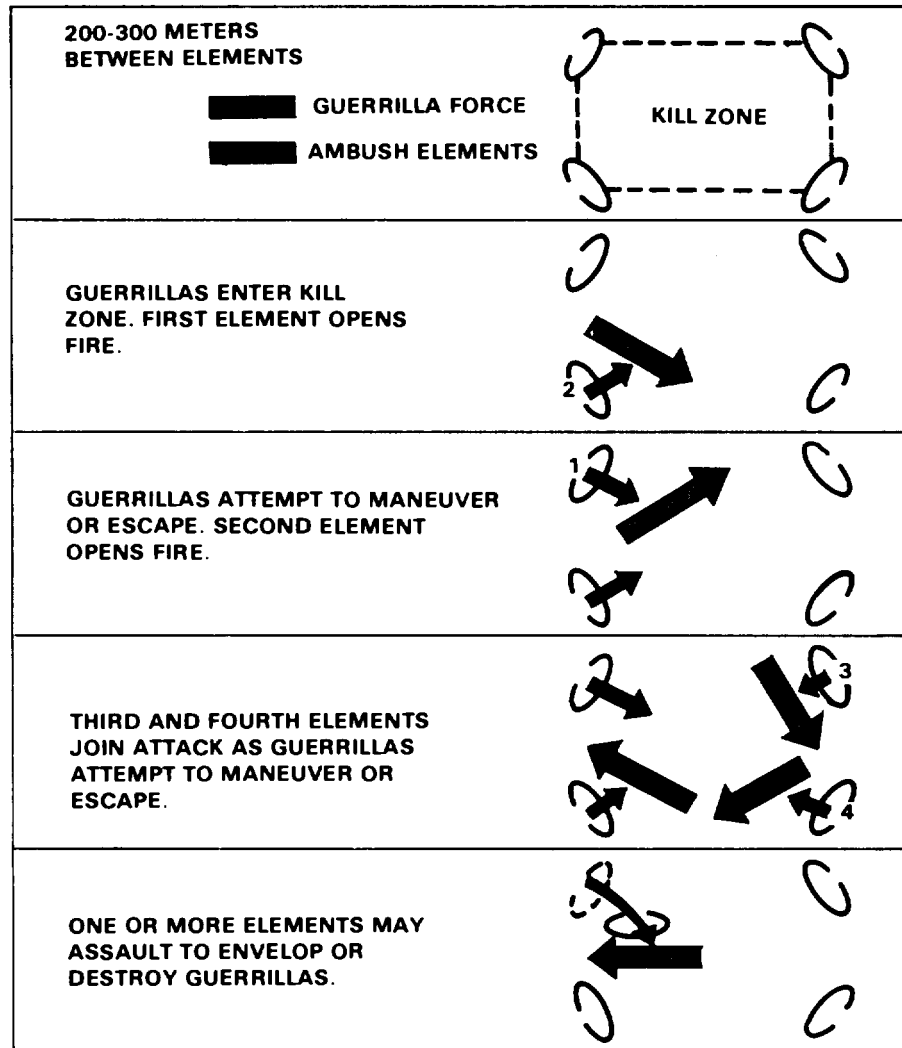 200-300 METERS
BETWEEN ELEMENTS
GUERRILLA FORCE
AMBUSH ELEMENTS
KILL ZONE
GUERRILLAS ENTER KILL
ZONE. FIRST ELEMENT OPENS
FIRE.
2
GUERRILLAS ATTEMPT TO MANEUVER
OR ESCAPE. SECOND ELEMENT
OPENS FIRE.
1
THIRD AND FOURTH ELEMENTS
JOIN ATTACK AS GUERRILLAS
ATTEMPT TO MANEUVER OR
ESCAPE.
3
4
ONE OR MORE ELEMENTS MAY
ASSAULT TO ENVELOP OR
DESTROY GUERRILLAS.